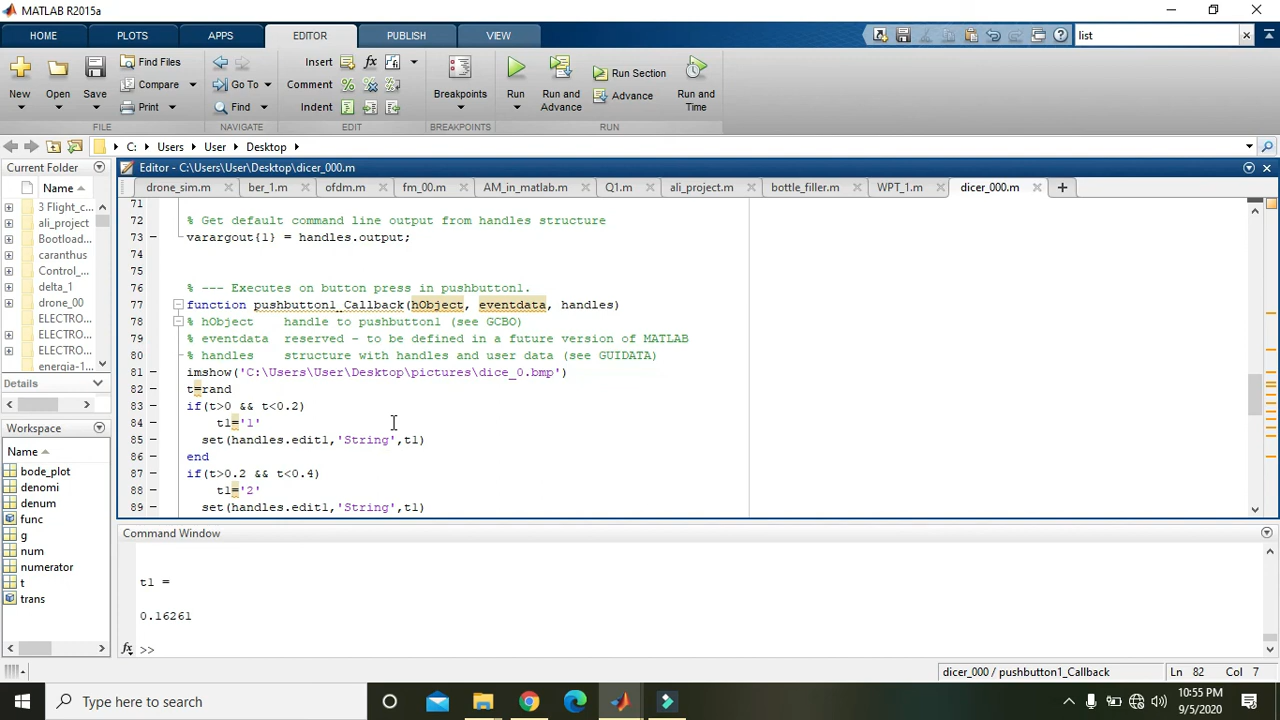 MATLAB R2015a
HOME PLOTS APPS EDITOR PUBLISH VIEW list
New Open Save Find Files Compare Print
FILE
Go To Find
NAVIGATE
Insert fx
Comment
Indent
EDIT
Breakpoints
BREAKPOINTS
Run Run and Advance Run Section Advance Run and Time
RUN
C: Users User Desktop
Current Folder
Name
3 Flight_c...
ali_project
Bootload...
caranthus
Control_...
delta_1
drone_00
ELECTRO...
ELECTRO...
ELECTRO...
energia-1...
Details
Workspace
Name
bode_plot
denomi
denum
func
g
num
numerator
t
trans
Editor - C:\Users\User\Desktop\dicer_000.m
drone_sim.m ber_1.m ofdm.m fm_00.m AM_in_matlab.m Q1.m ali_project.m bottle_filler.m WPT_1.m dicer_000.m
71
72 % Get default command line output from handles structure
73 varargout{1} = handles.output;
74
75
76 % --- Executes on button press in pushbutton1.
77 function pushbutton1_Callback(hObject, eventdata, handles)
78 % hObject    handle to pushbutton1 (see GCBO)
79 % eventdata  reserved - to be defined in a future version of MATLAB
80 % handles    structure with handles and user data (see GUIDATA)
81 imshow('C:\Users\User\Desktop\pictures\dice_0.bmp')
82 t=rand
83 if(t>0 && t<0.2)
84 t1='1'
85 set(handles.edit1,'String',t1)
86 end
87 if(t>0.2 && t<0.4)
88 t1='2'
89 set(handles.edit1,'String',t1)
Command Window
t1 =
0.16261
fx >>
dicer_000 / pushbutton1_Callback Ln 82 Col 7
Type here to search
10:55 PM
9/5/2020